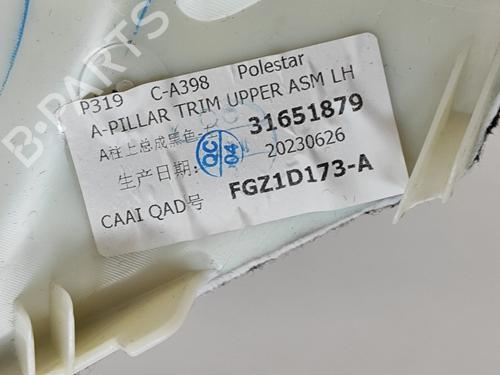 P319 C-A398 Polestar
A-PILLAR TRIM UPPER ASM LH
A柱上总成黑色-左 31651879
生产日期: 20230626
QC
04
CAAI QAD号 FGZ1D173-A
B-PARTS